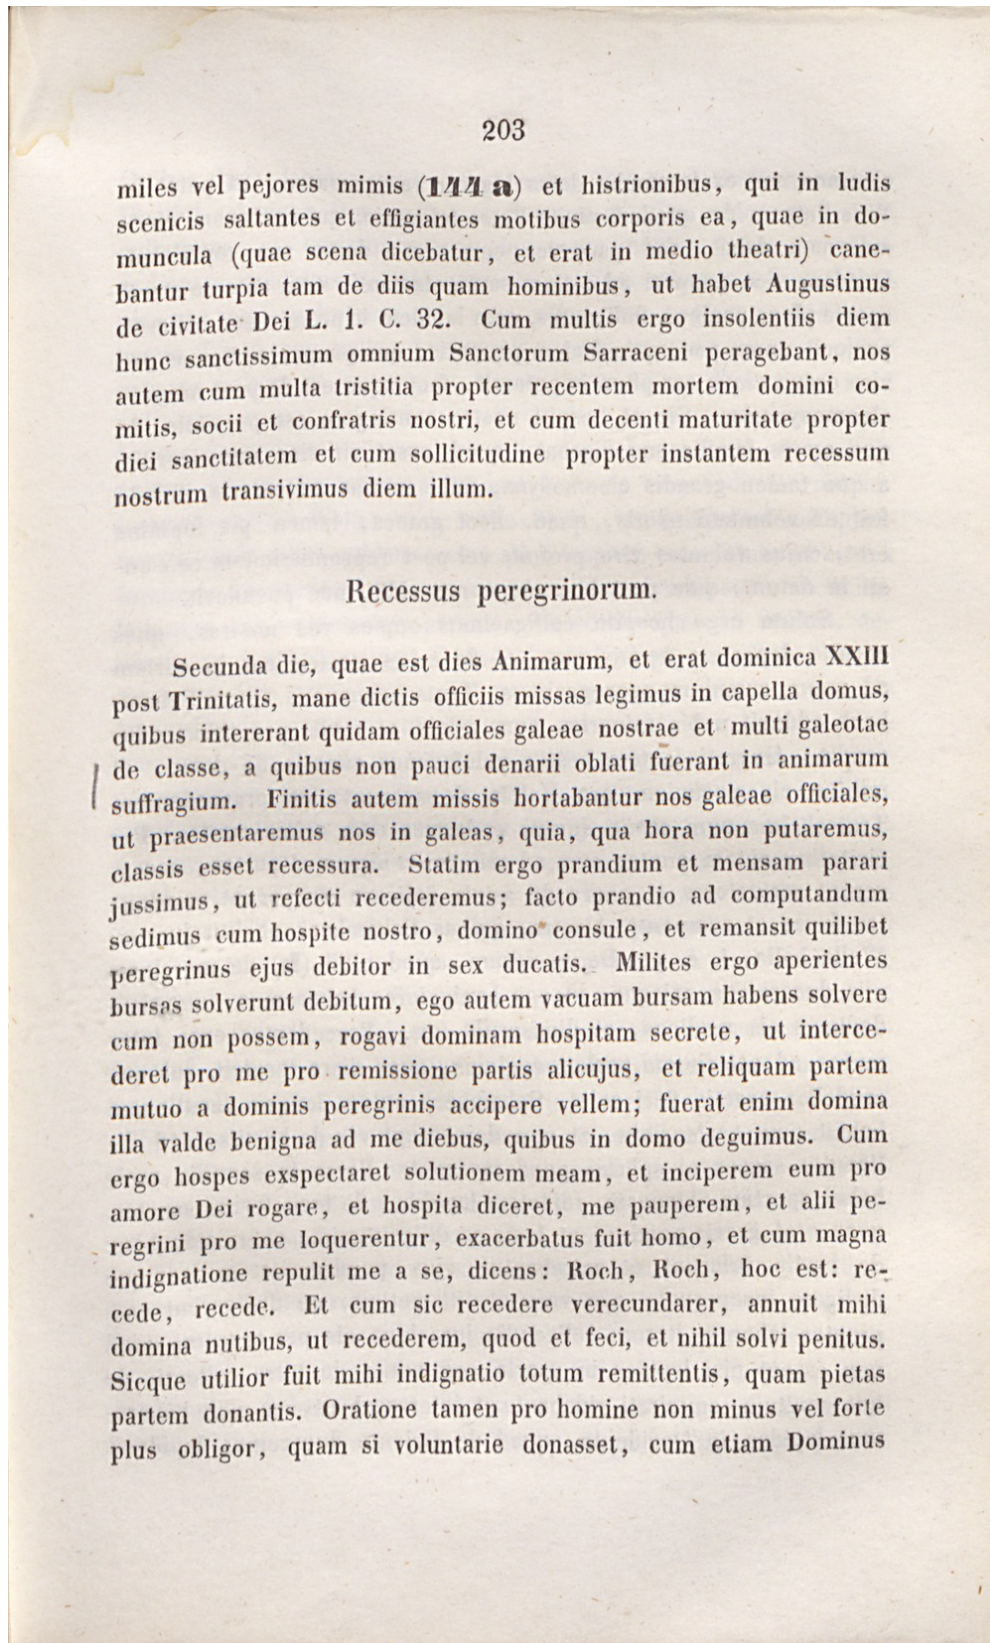 203
miles vel pejores mimis (144 a) et histrionibus, qui in ludis
scenicis saltantes et effigiantes motibus corporis ea, quae in do-
muncula (quae scena dicebatur, et erat in medio theatri) cane-
bantur turpia tam de diis quam hominibus, ut habet Augustinus
de civitate Dei L. 1. C. 32. Cum multis ergo insolentiis diem
hunc sanctissimum omnium Sanctorum Sarraceni peragebant, nos
autem cum multa tristitia propter recentem mortem domini co-
mitis, socii et confratris nostri, et cum decenti maturitate propter
diei sanctitatem et cum sollicitudine propter instantem recessum
nostrum transivimus diem illum.
Recessus peregrinorum.
Secunda die, quae est dies Animarum, et erat dominica XXIII
post Trinitatis, mane dictis officiis missas legimus in capella domus,
quibus intererant quidam officiales galeae nostrae et multi galeotae
de classe, a quibus non pauci denarii oblati fuerant in animarum
suffragium. Finitis autem missis hortabantur nos galeae officiales,
ut praesentaremus nos in galeas, quia, qua hora non putaremus,
classis esset recessura. Statim ergo prandium et mensam parari
jussimus, ut refecti recederemus; facto prandio ad computandum
sedimus cum hospite nostro, domino consule, et remansit quilibet
peregrinus ejus debitor in sex ducatis. Milites ergo aperientes
bursas solverunt debitum, ego autem vacuam bursam habens solvere
cum non possem, rogavi dominam hospitam secrete, ut interce-
deret pro me pro remissione partis alicujus, et reliquam partem
mutuo a dominis peregrinis accipere vellem; fuerat enim domina
illa valde benigna ad me diebus, quibus in domo deguimus. Cum
ergo hospes exspectaret solutionem meam, et inciperem eum pro
amore Dei rogare, et hospita diceret, me pauperem, et alii pe-
regrini pro me loquerentur, exacerbatus fuit homo, et cum magna
indignatione repulit me a se, dicens: Roch, Roch, hoc est: re-
cede, recede. Et cum sic recedere verecundarer, annuit mihi
domina nutibus, ut recederem, quod et feci, et nihil solvi penitus.
Sicque utilior fuit mihi indignatio totum remittentis, quam pietas
partem donantis. Oratione tamen pro homine non minus vel forte
plus obligor, quam si voluntarie donasset, cum etiam Dominus